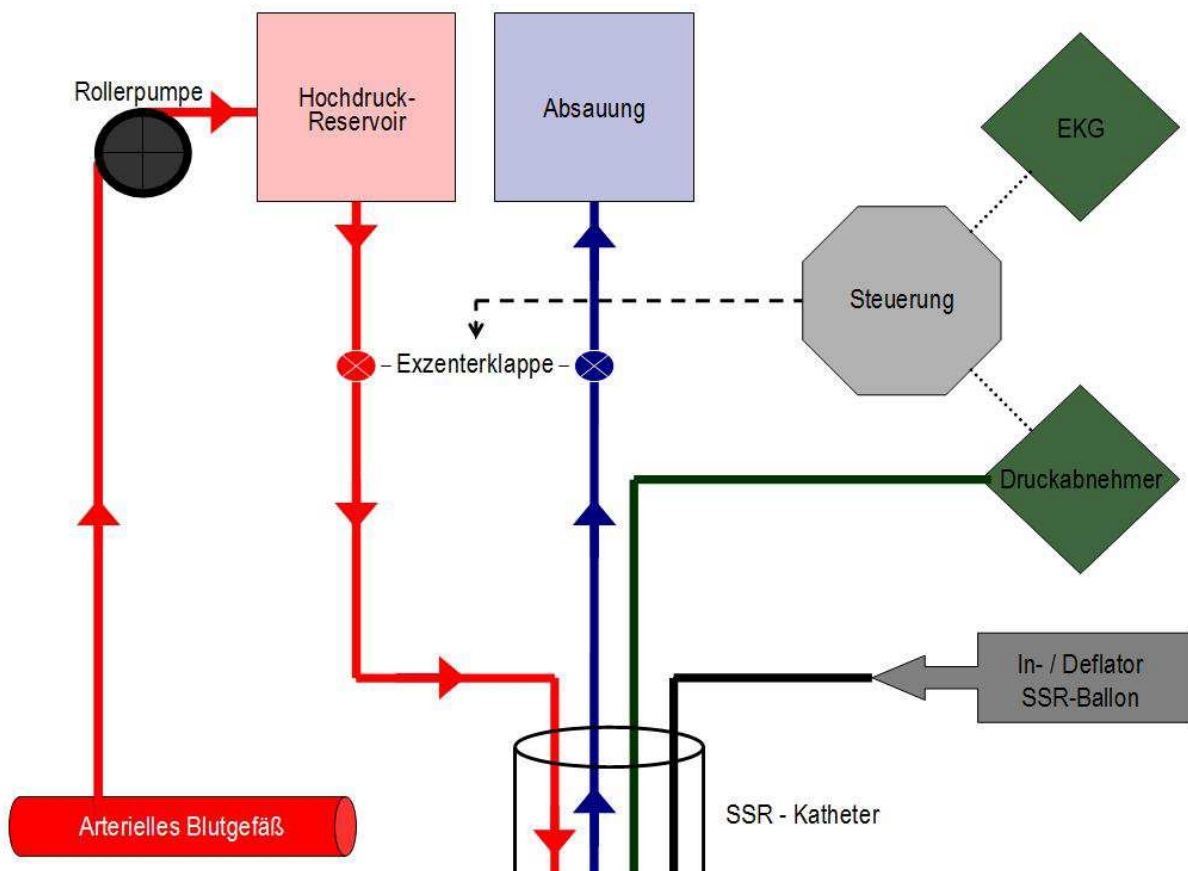 Rollerpumpe
Hochdruck-
Reservoir
Absauung
EKG
Steuerung
– Exzenterklappe –
Druckabnehmer
In- / Deflator
SSR-Ballon
SSR - Katheter
Arterielles Blutgefäß